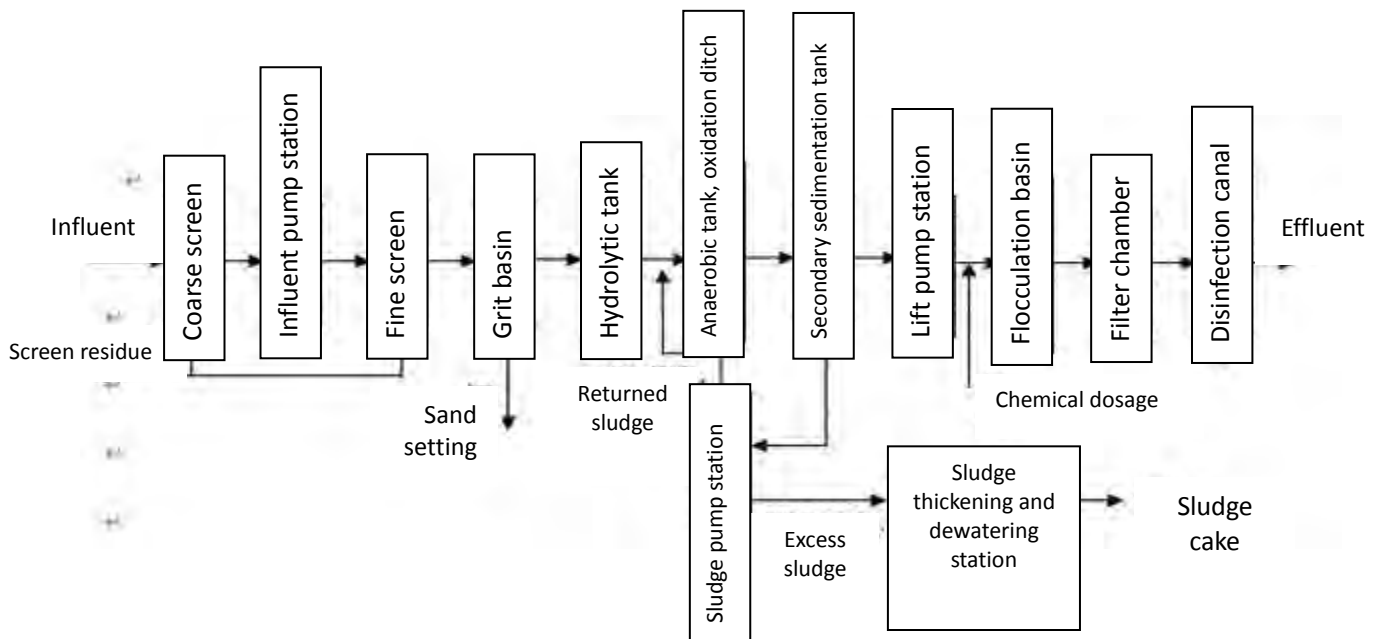 Influent
Screen residue
Coarse screen
Influent pump station
Fine screen
Grit basin
Sand
setting
Hydrolytic tank
Returned
sludge
Anaerobic tank, oxidation ditch
Secondary sedimentation tank
Lift pump station
Chemical dosage
Flocculation basin
Filter chamber
Disinfection canal
Effluent
Sludge pump station
Excess
sludge
Sludge
thickening and
dewatering
station
Sludge
cake